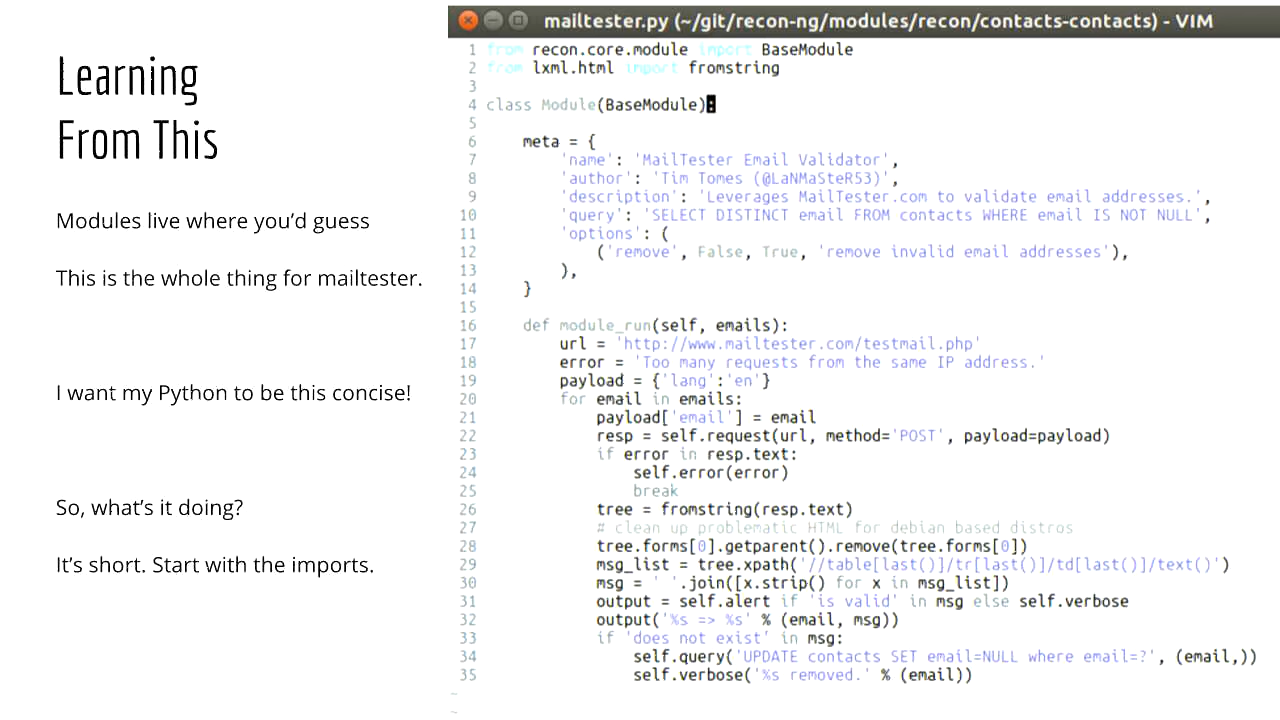 Learning
From This
Modules live where you’d guess
This is the whole thing for mailtester.
I want my Python to be this concise!
So, what’s it doing?
It’s short. Start with the imports.
mailtester.py (~/git/recon-ng/modules/recon/contacts-contacts) - VIM
1 from recon.core.module import BaseModule
2 from lxml.html import fromstring
3
4 class Module(BaseModule):
5
6     meta = {
7         'name': 'MailTester Email Validator',
8         'author': 'Tim Tomes (@LaNMaSteR53)',
9         'description': 'Leverages MailTester.com to validate email addresses.',
10         'query': 'SELECT DISTINCT email FROM contacts WHERE email IS NOT NULL',
11         'options': (
12             ('remove', False, True, 'remove invalid email addresses'),
13         ),
14     }
15
16     def module_run(self, emails):
17         url = 'http://www.mailtester.com/testmail.php'
18         error = 'Too many requests from the same IP address.'
19         payload = {'lang':'en'}
20         for email in emails:
21             payload['email'] = email
22             resp = self.request(url, method='POST', payload=payload)
23             if error in resp.text:
24                 self.error(error)
25                 break
26             tree = fromstring(resp.text)
27             # clean up problematic HTML for debian based distros
28             tree.forms[0].getparent().remove(tree.forms[0])
29             msg_list = tree.xpath('//table[last()]/tr[last()]/td[last()]/text()')
30             msg = ' '.join([x.strip() for x in msg_list])
31             output = self.alert if 'is valid' in msg else self.verbose
32             output('%s => %s' % (email, msg))
33             if 'does not exist' in msg:
34                 self.query('UPDATE contacts SET email=NULL where email=?', (email,))
35                 self.verbose('%s removed.' % (email))
~
~